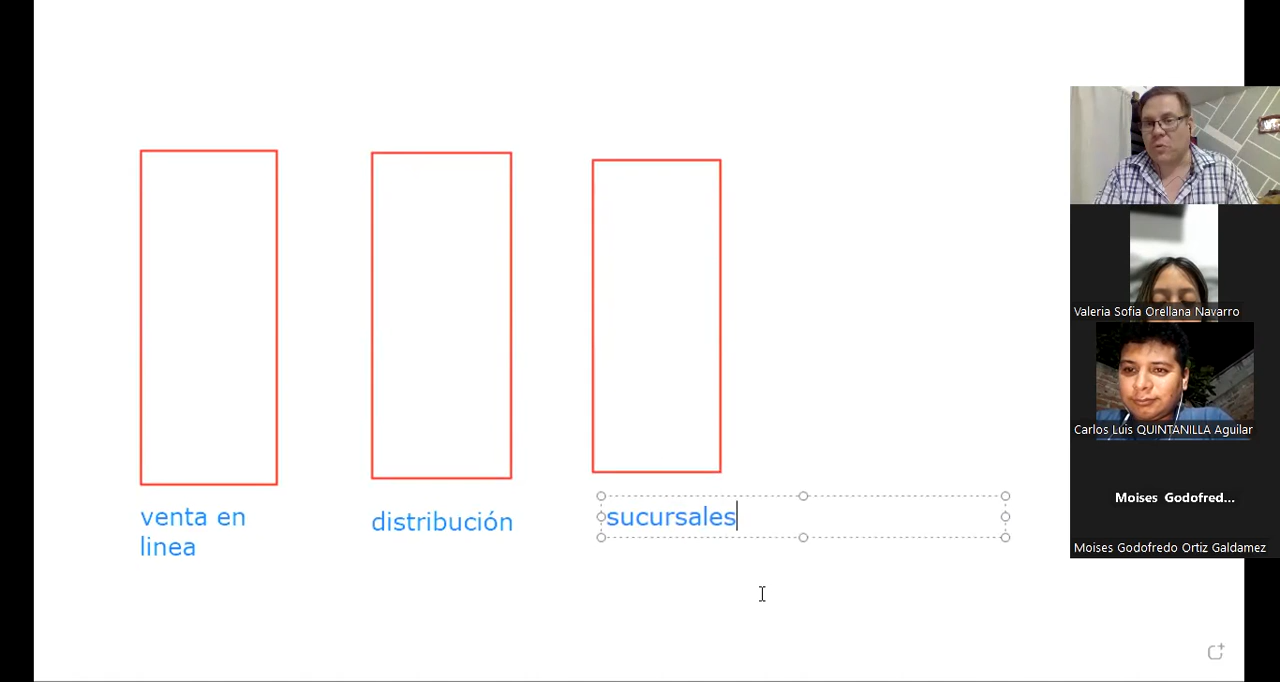 venta en
linea
distribución
sucursales
Valeria Sofia Orellana Navarro
Carlos Luis QUINTANILLA Aguilar
Moises Godofred...
Moises Godofredo Ortiz Galdamez